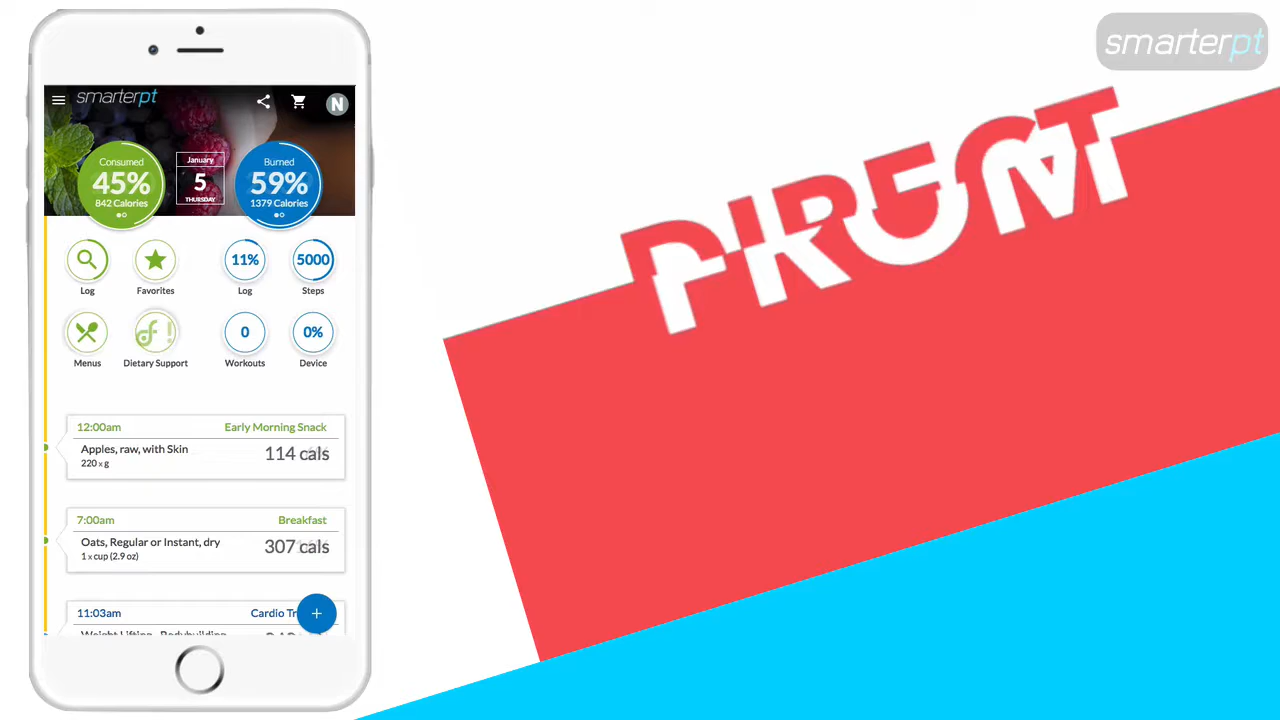 smarterpt
smarterpt
N
Consumed
45%
842 Calories
January
5
THURSDAY
Burned
59%
1379 Calories
11%
5000
Log
Favorites
Log
Steps
0
0%
Menus
Dietary Support
Workouts
Device
12:00am
Early Morning Snack
Apples, raw, with Skin
114 cals
220 x g
7:00am
Breakfast
Oats, Regular or Instant, dry
307 cals
1 x cup (2.9 oz)
11:03am
Cardio Tr
+